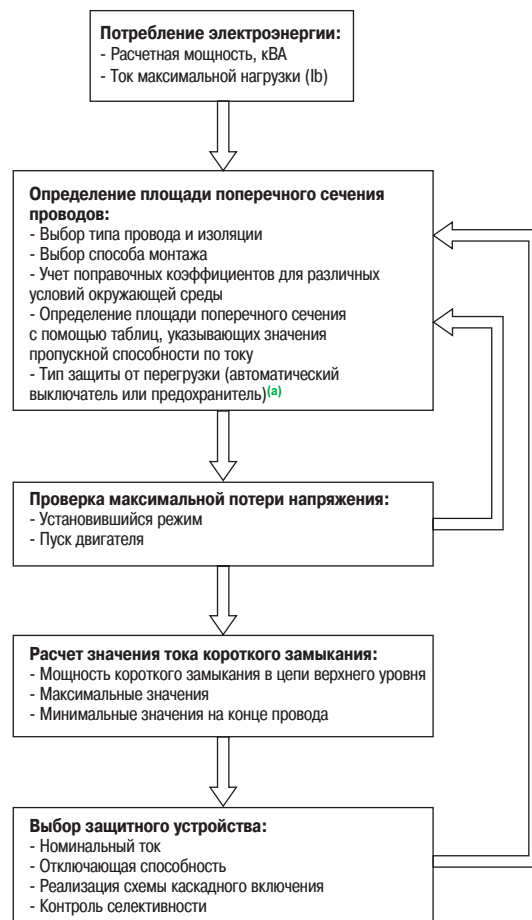 Потребление электроэнергии:
- Расчетная мощность, кВА
- Ток максимальной нагрузки (Ib)
Определение площади поперечного сечения
проводов:
- Выбор типа провода и изоляции
- Выбор способа монтажа
- Учет поправочных коэффициентов для различных
условий окружающей среды
- Определение площади поперечного сечения
с помощью таблиц, указывающих значения
пропускной способности по току
- Тип защиты от перегрузки (автоматический
выключатель или предохранитель)(a)
Проверка максимальной потери напряжения:
- Установившийся режим
- Пуск двигателя
Расчет значения тока короткого замыкания:
- Мощность короткого замыкания в цепи верхнего уровня
- Максимальные значения
- Минимальные значения на конце провода
Выбор защитного устройства:
- Номинальный ток
- Отключающая способность
- Реализация схемы каскадного включения
- Контроль селективности